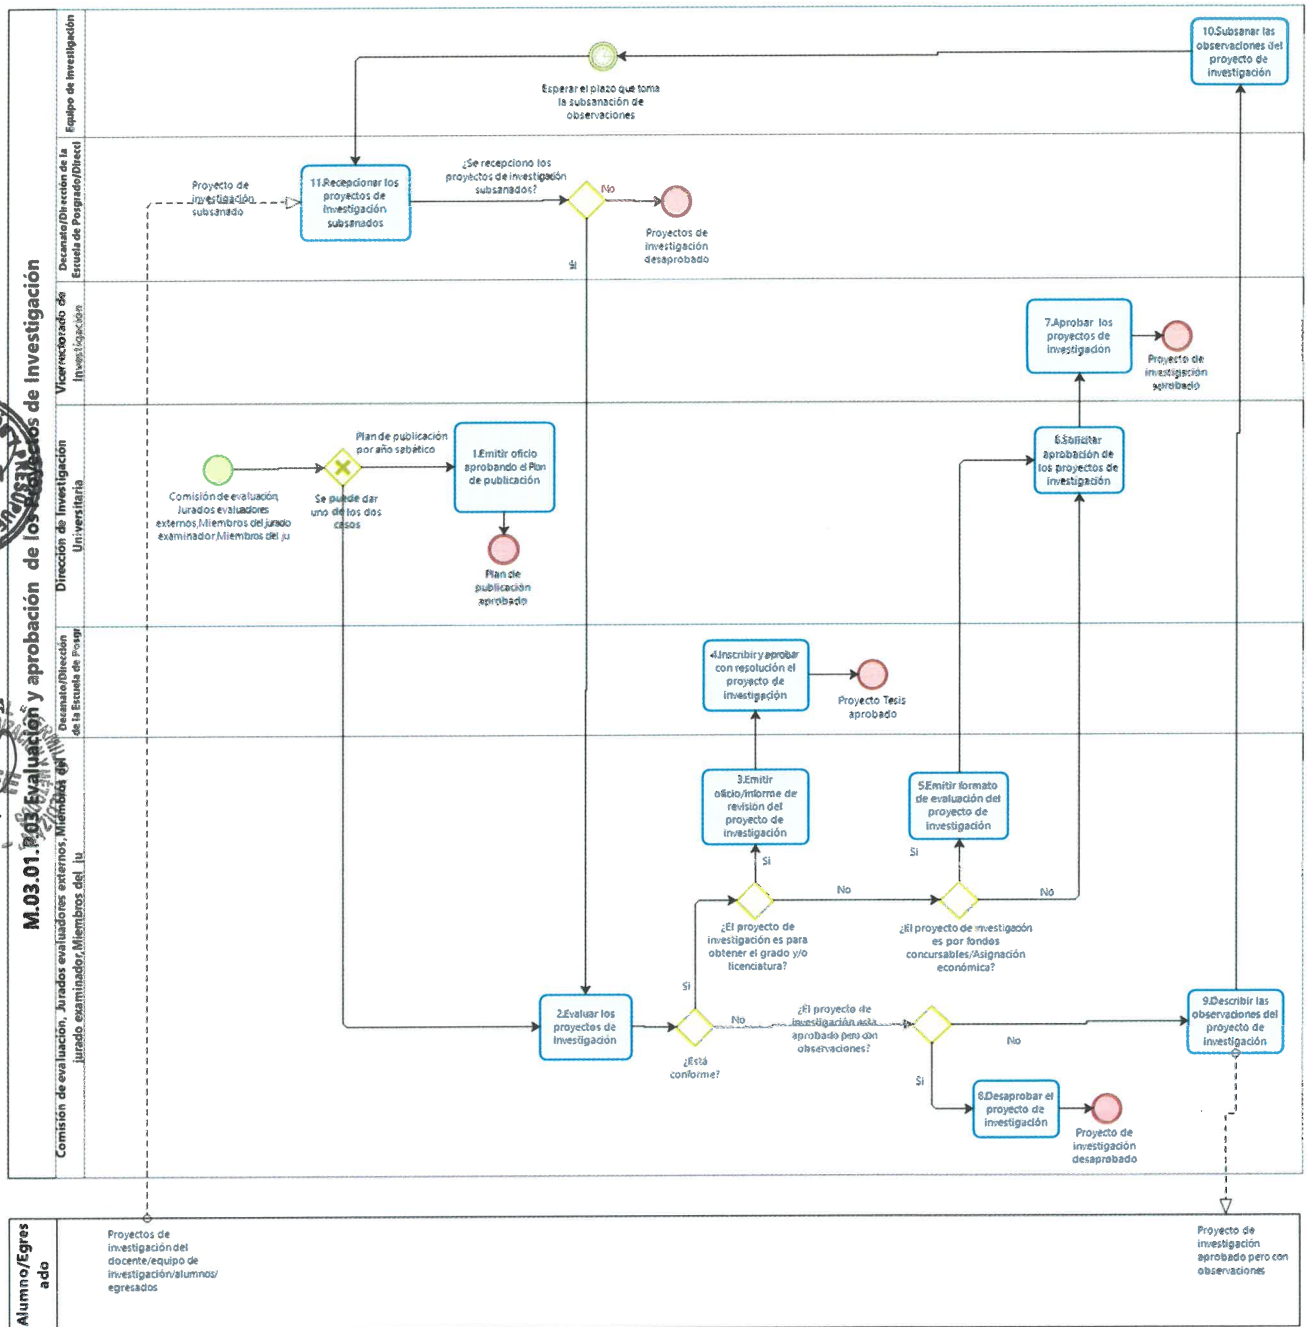 M.03.01.P.03 Evaluación y aprobación de los Proyectos de Investigación
Equipo de Investigación
10.Subsanar las
observaciones del
proyecto de
investigación
Esperar el plazo que toma
la subsanación de
observaciones
Decanato/Dirección de la
Escuela de Posgrado/Direcci
Proyecto de
investigación
subsanado
11.Recepcionar los
proyectos de
Investigación
subsanados
¿Se recepciono los
proyectos de investigación
subsanados?
No
Proyectos de
investigación
desaprobado
si
Vicerrectorado de
Investigación
7.Aprobar los
proyectos de
investigación
Proyecto de
investigación
aprobado
Dirección de Investigación
Universitaria
Comisión de evaluación,
Jurados evaluadores
externos,Miembros del jurado
examinador,Miembros del ju
Se puede dar
uno de los dos
casos
Plan de publicación
por año sabático
1.Emitir oficio
aprobando el Plan
de publicación
Plan de
publicación
aprobado
6.Solicitar
aprobación de
los proyectos de
investigación
Decanato/Dirección
de la Escuela de Posgr
4.Inscribir y aprobar
con resolución el
proyecto de
investigación
Proyecto Tesis
aprobado
Comisión de evaluación, Jurados evaluadores externos, Miembros del
jurado examinador,Miembros del ju
3.Emitir
oficio/informe de
revisión del
proyecto de
investigación
5.Emitir formato
de evaluación del
proyecto de
investigación
Si
Si
No
No
¿El proyecto de
investigación es para
obtener el grado y/o
licenciatura?
¿El proyecto de investigación
es por fondos
concursables/Asignación
económica?
Si
2.Evaluar los
proyectos de
Investigación
¿Está
conforme?
No
¿El proyecto de
investigación esta
aprobado pero con
observaciones?
No
9.Describir las
observaciones del
proyecto de
investigación
Si
8.Desaprobar el
proyecto de
investigación
Proyecto de
investigación
desaprobado
Alumno/Egres
ado
Proyectos de
investigación del
docente/equipo de
investigación/alumnos/
egresados
Proyecto de
investigación
aprobado pero con
observaciones